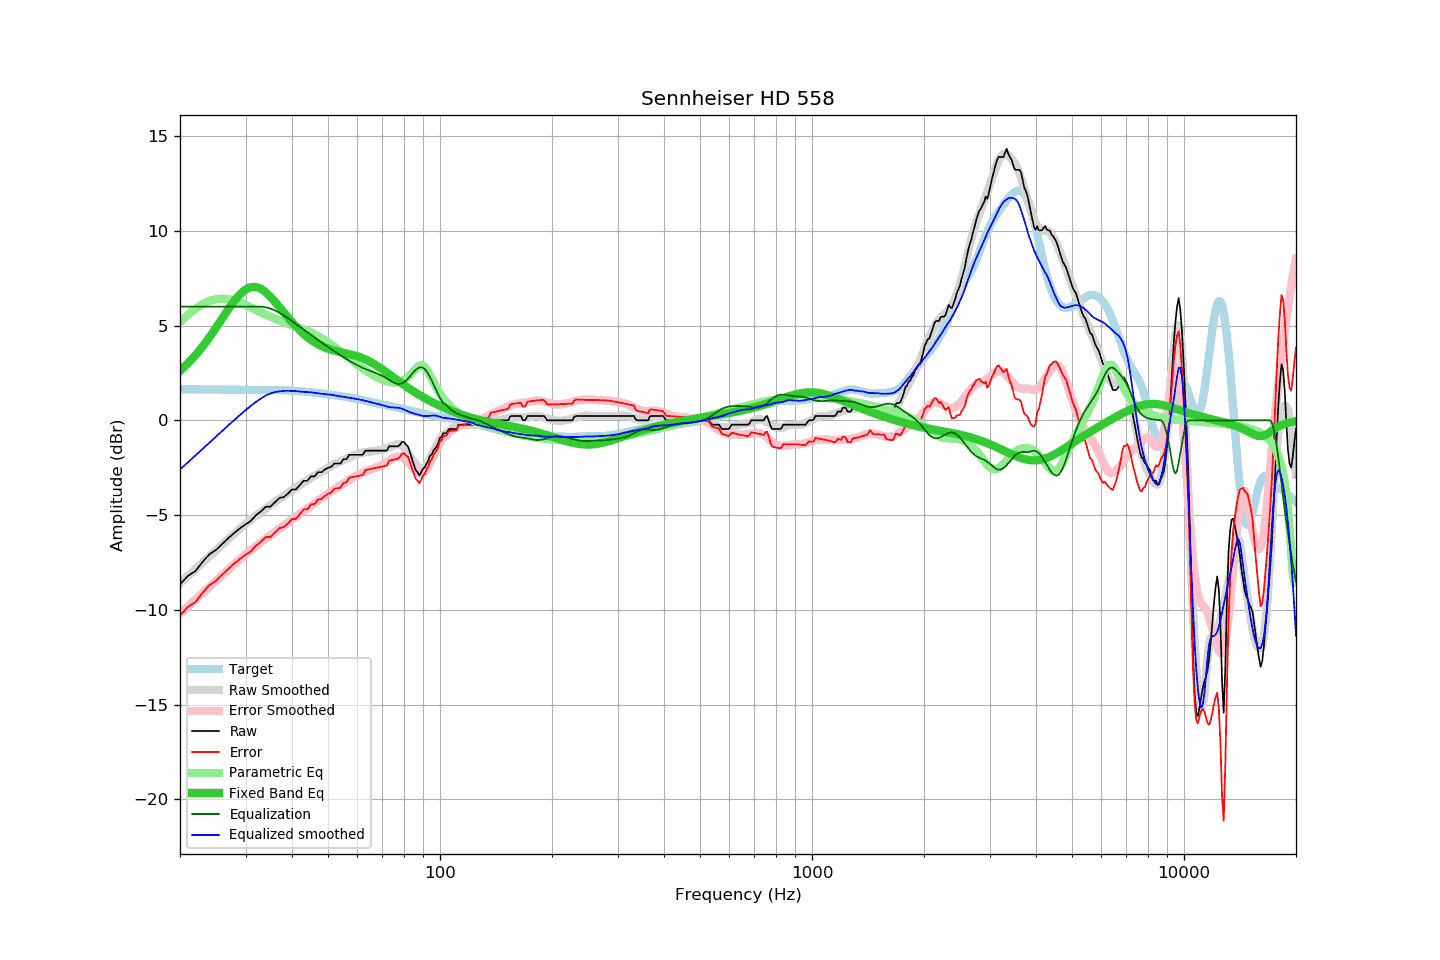 Sennheiser HD 558
15
10
5
0
−5
−10
−15
−20
Amplitude (dBr)
Target
Raw Smoothed
Error Smoothed
Raw
Error
Parametric Eq
Fixed Band Eq
Equalization
Equalized smoothed
100 1000 10000
Frequency (Hz)